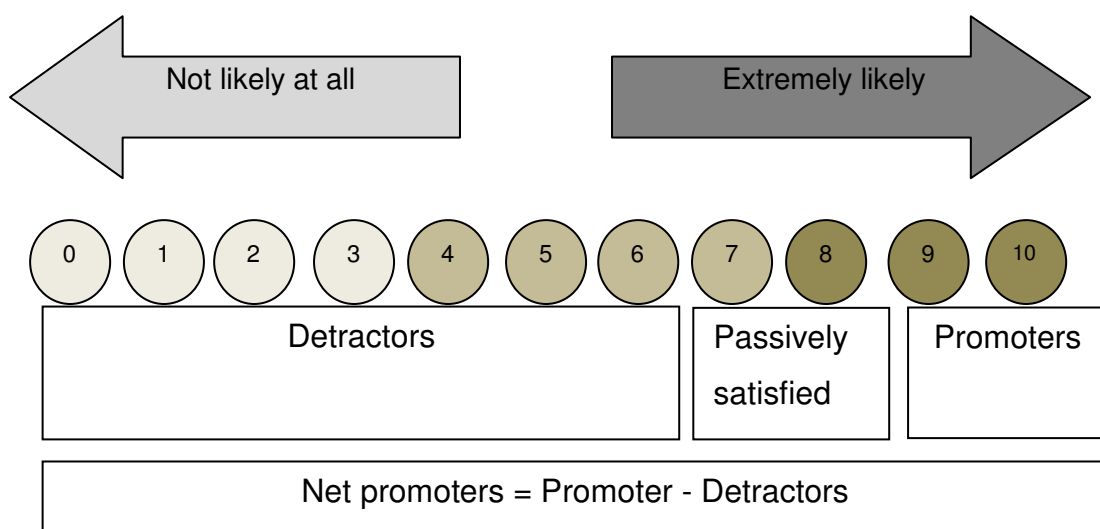 Not likely at all
Extremely likely
0 1 2 3 4 5 6 7 8 9 10
Detractors
Passively
satisfied
Promoters
Net promoters = Promoter - Detractors